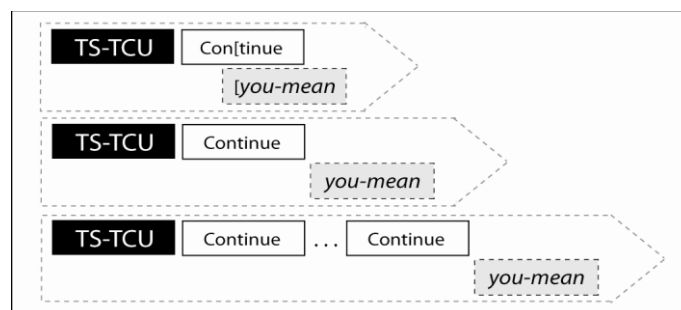 TS-TCU Con[tinue
[you-mean
TS-TCU Continue
you-mean
TS-TCU Continue ... Continue
you-mean